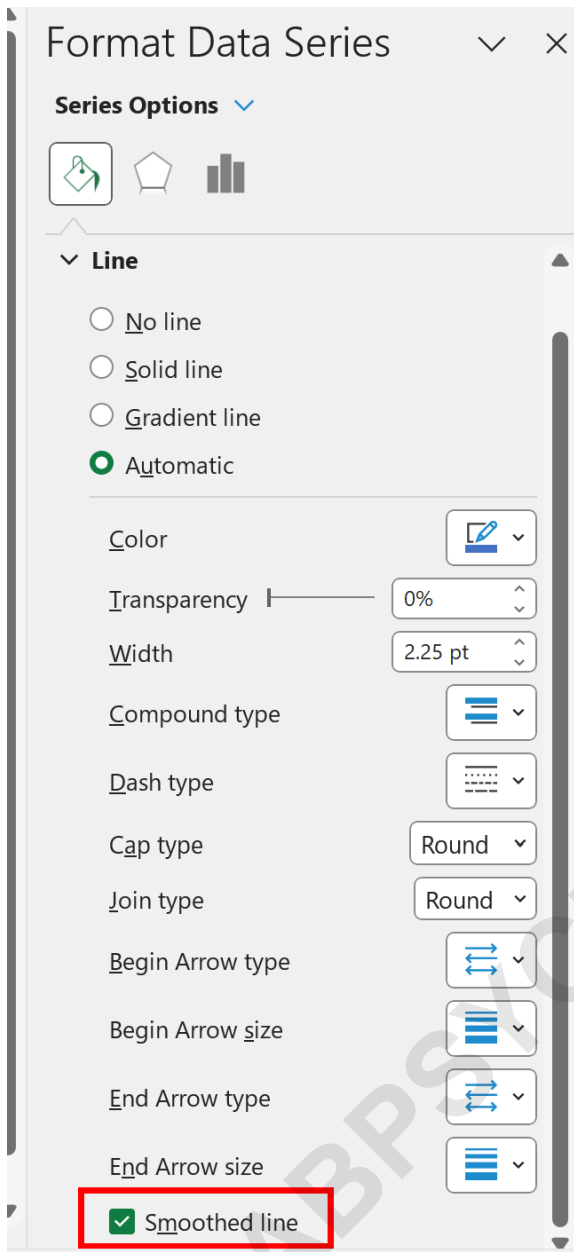 Format Data Series
Series Options
Line
No line
Solid line
Gradient line
Automatic
Color
Transparency 0%
Width 2.25 pt
Compound type
Dash type
Cap type Round
Join type Round
Begin Arrow type
Begin Arrow size
End Arrow type
End Arrow size
Smoothed line
ABPSYC